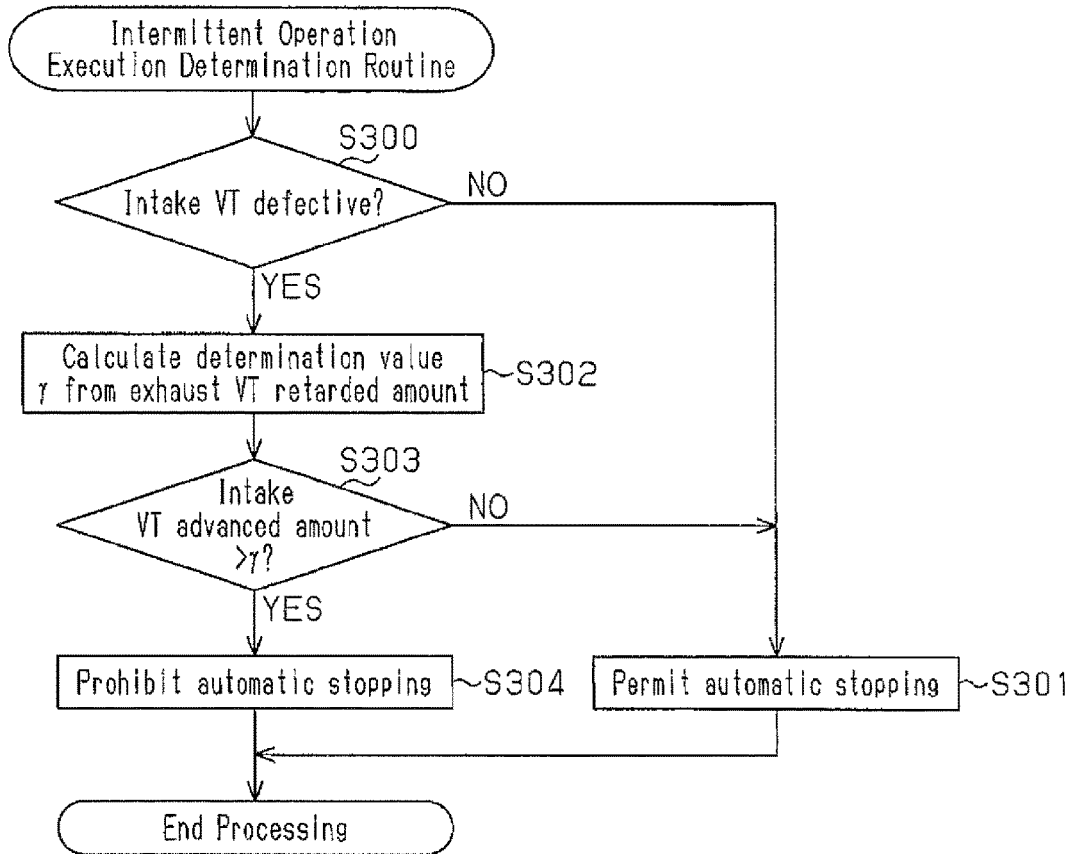 Intermittent Operation
Execution Determination Routine
S300
Intake VT defective?
NO
YES
Calculate determination value
γ from exhaust VT retarded amount
S302
S303
Intake
VT advanced amount
>γ?
NO
YES
Prohibit automatic stopping
S304
Permit automatic stopping
S301
End Processing